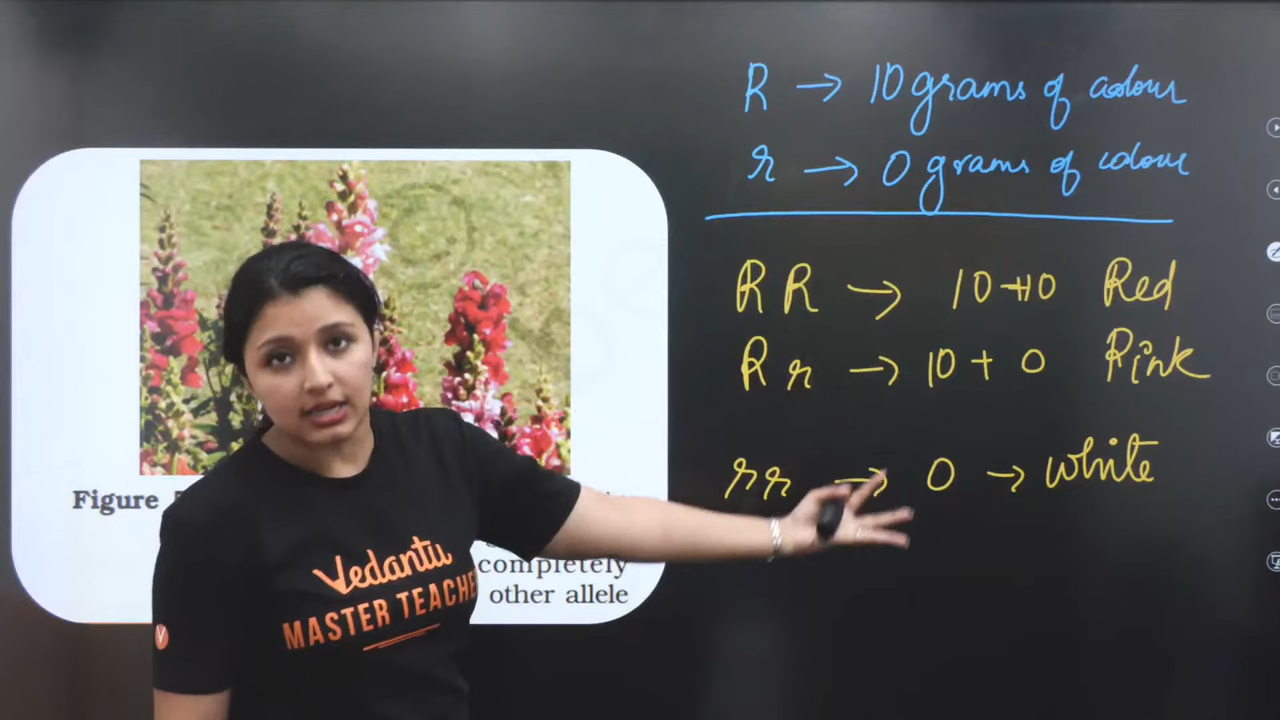 R → 10 grams of colour
r → 0 grams of colour
RR → 10+10 Red
Rr → 10 + 0 Pink
rr → 0 → white
Figure
completely
other allele
Vedantu
MASTER TEACHE
V